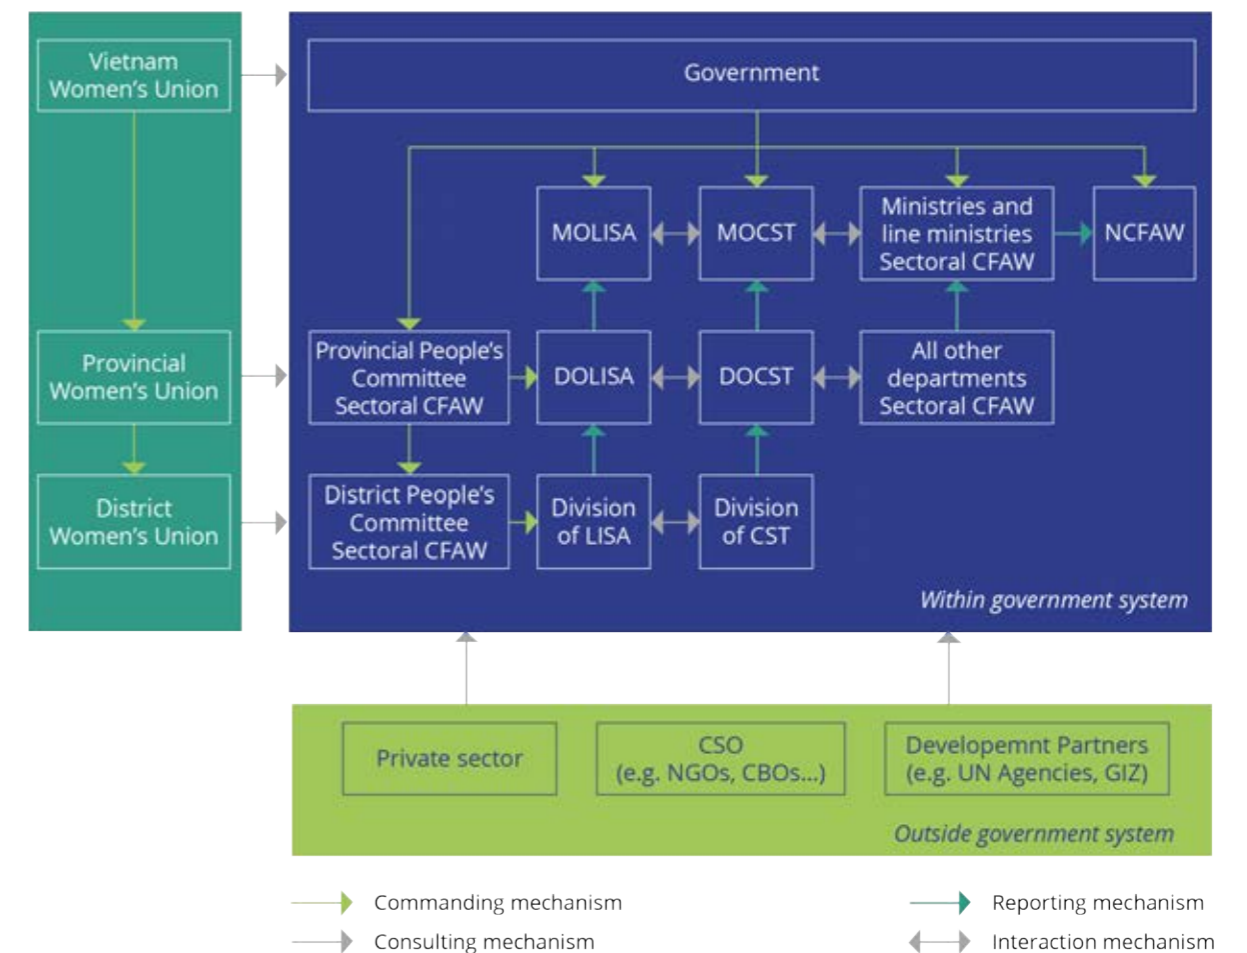 Vietnam
Women's Union
Government
MOLISA
MOCST
Ministries and
line ministries
Sectoral CFAW
NCFAW
Provincial
Women's Union
Provincial People's
Committee
Sectoral CFAW
DOLISA
DOCST
All other
departments
Sectoral CFAW
District
Women's Union
District People's
Committee
Sectoral CFAW
Division
of LISA
Division
of CST
Within government system
Private sector
CSO
(e.g. NGOs, CBOs...)
Developemnt Partners
(e.g. UN Agencies, GIZ)
Outside government system
Commanding mechanism
Reporting mechanism
Consulting mechanism
Interaction mechanism